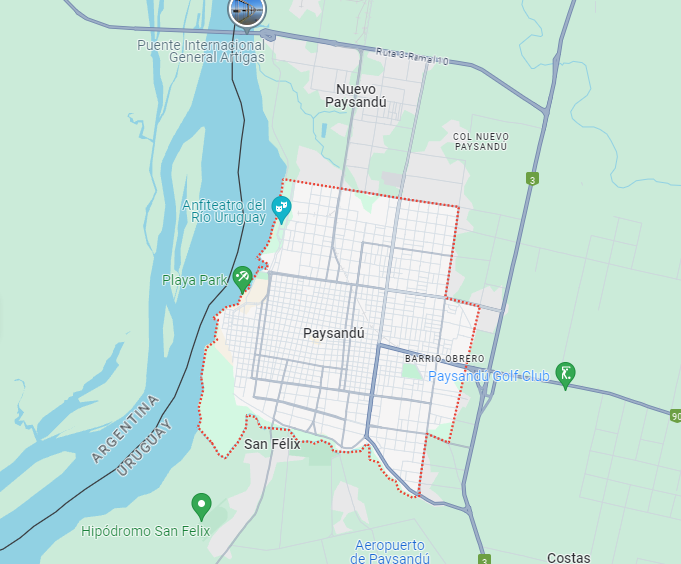 Puente Internacional
General Artigas
Ruta 3 Ramal 10
Nuevo
Paysandú
COL NUEVO
PAYSANDÚ
3
Anfiteatro del
Río Uruguay
Playa Park
Paysandú
BARRIO OBRERO
Paysandú Golf Club
90
ARGENTINA
URUGUAY
San Félix
Hipódromo San Felix
Aeropuerto
de Paysandú
3
Costas